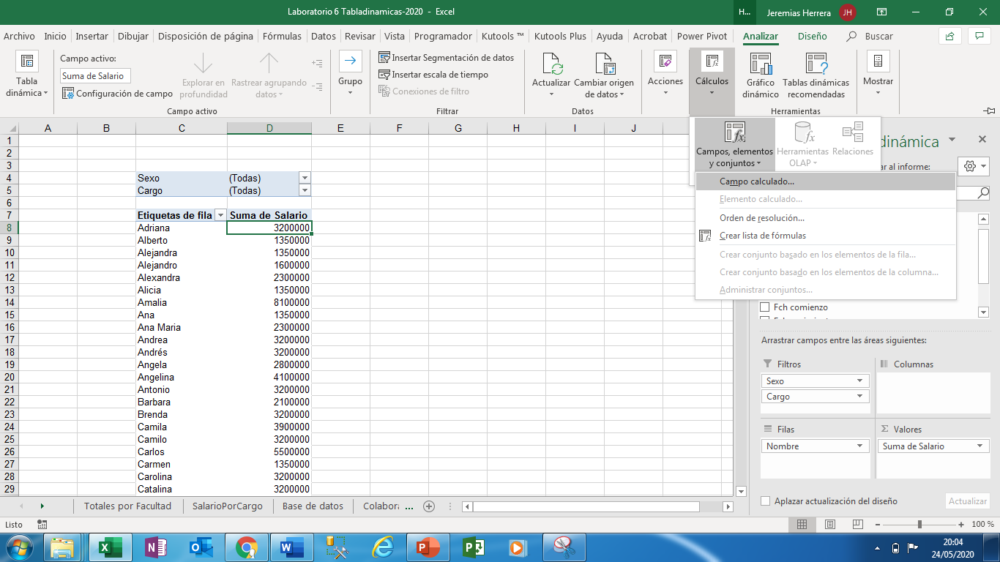 Laboratorio 6 Tabladinamicas-2020 - Excel
H...
Jeremias Herrera
JH
Archivo Inicio Insertar Dibujar Disposición de página Fórmulas Datos Revisar Vista Programador Kutools ™ Kutools Plus Ayuda Acrobat Power Pivot Analizar Diseño Buscar
Tabla dinámica
Campo activo:
Suma de Salario
Configuración de campo
Explorar en profundidad
Rastrear agrupando datos
Campo activo
Grupo
Insertar Segmentación de datos
Insertar escala de tiempo
Conexiones de filtro
Filtrar
Actualizar
Cambiar origen de datos
Datos
Acciones
Cálculos
Gráfico dinámico
Tablas dinámicas recomendadas
Herramientas
Mostrar
Campos, elementos y conjuntos
Herramientas OLAP
Relaciones
Campo calculado...
Elemento calculado...
Orden de resolución...
Crear lista de fórmulas
Crear conjunto basado en los elementos de la fila...
Crear conjunto basado en los elementos de la columna...
Administrar conjuntos...
A B C D E F G H I J
1
2
3
4 Sexo (Todas)
5 Cargo (Todas)
6
7 Etiquetas de fila Suma de Salario
8 Adriana 3200000
9 Alberto 1350000
10 Alejandra 1350000
11 Alejandro 1600000
12 Alexandra 2300000
13 Alicia 1350000
14 Amalia 8100000
15 Ana 1350000
16 Ana Maria 2300000
17 Andrea 3200000
18 Andrés 3200000
19 Angela 2800000
20 Angelina 4100000
21 Antonio 3200000
22 Barbara 2100000
23 Brenda 3200000
24 Camila 3900000
25 Camilo 3200000
26 Carlos 5500000
27 Carmen 1350000
28 Carolina 3200000
29 Catalina 3200000
dinámica
ar al informe:
Fch comienzo
Arrastrar campos entre las áreas siguientes:
Filtros
Sexo
Cargo
Columnas
Filas
Nombre
Σ Valores
Suma de Salario
Aplazar actualización del diseño
Actualizar
Totales por Facultad SalarioPorCargo Base de datos Colabora ...
Listo
100 %
20:04
24/05/2020